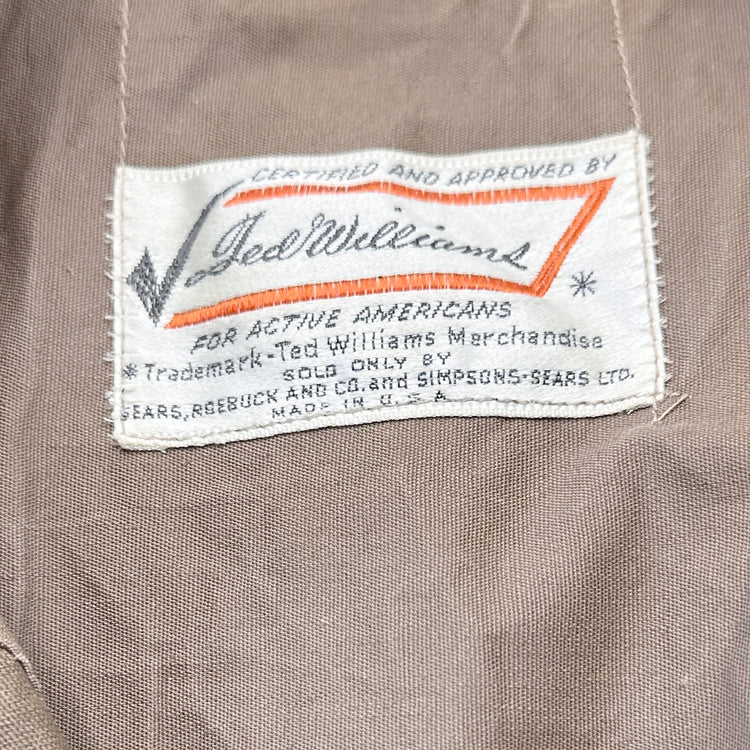 CERTIFIED AND APPROVED BY
Ted Williams *
FOR ACTIVE AMERICANS
* Trademark-Ted Williams Merchandise
SOLD ONLY BY
SEARS, ROEBUCK AND CO. and SIMPSONS-SEARS LTD.
MADE IN U.S.A